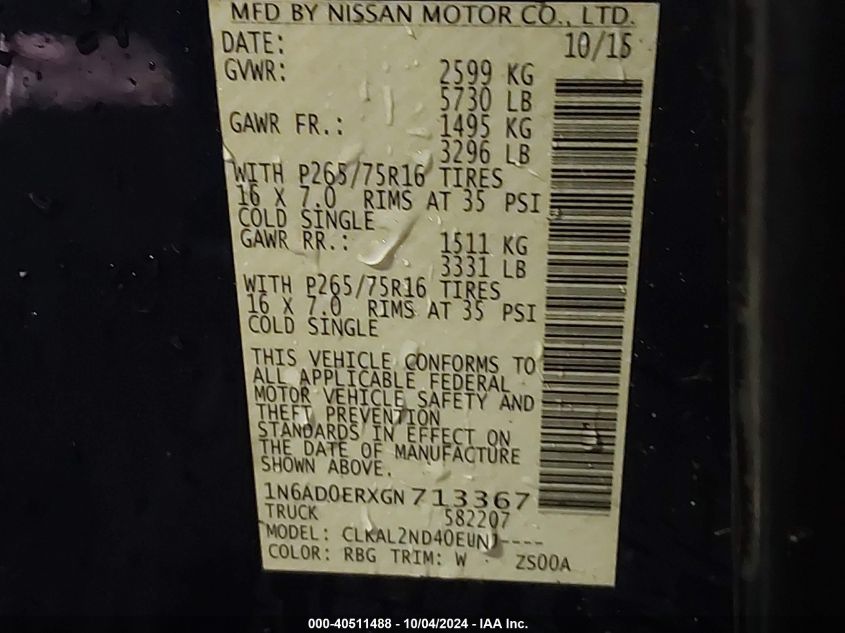 MFD BY NISSAN MOTOR CO., LTD.
DATE: 10/15
GVWR: 2599 KG
5730 LB
GAWR FR.: 1495 KG
3296 LB
WITH P265/75R16 TIRES
16 X 7.0 RIMS AT 35 PSI
COLD SINGLE
GAWR RR.: 1511 KG
3331 LB
WITH P265/75R16 TIRES
16 X 7.0 RIMS AT 35 PSI
COLD SINGLE
THIS VEHICLE CONFORMS TO
ALL APPLICABLE FEDERAL
MOTOR VEHICLE SAFETY AND
THEFT PREVENTION
STANDARDS IN EFFECT ON
THE DATE OF MANUFACTURE
SHOWN ABOVE.
1N6AD0ERXGN713367
TRUCK 582207
MODEL:
COLOR: RBG TRIM: W ZS00A
000-40511488 - 10/04/2024 - IAA Inc.